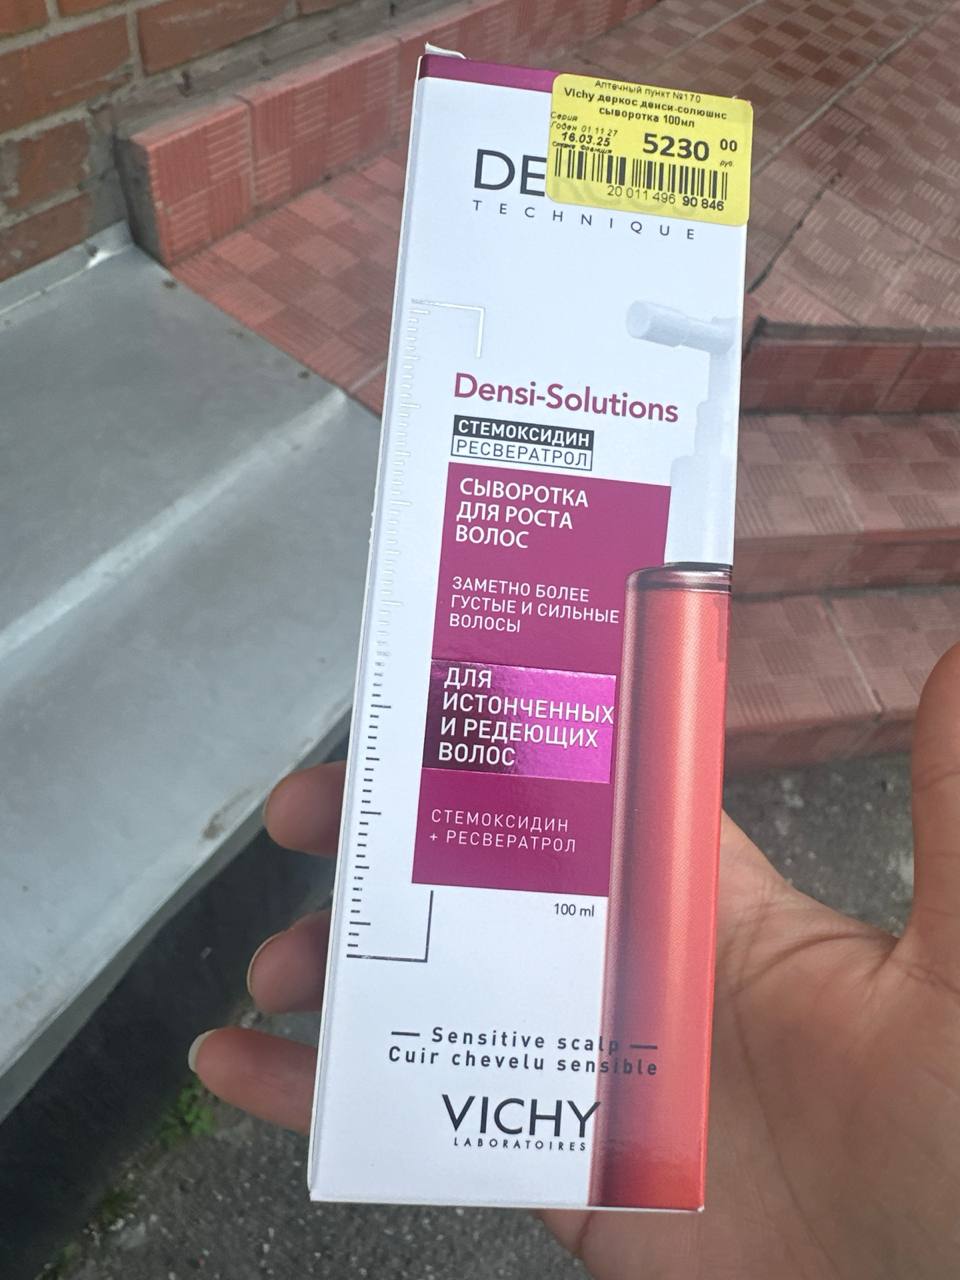 Аптечный пункт №170
Vichy деркос денси-солюшнс
сыворотка 100мл
Серия
Годен 01 11 27
16.03.25
5230 00
руб.
20 011 496 90 846
DE
TECHNIQUE
Densi-Solutions
СТЕМОКСИДИН
РЕСВЕРАТРОЛ
СЫВОРОТКА
ДЛЯ РОСТА
ВОЛОС
ЗАМЕТНО БОЛЕЕ
ГУСТЫЕ И СИЛЬНЫЕ
ВОЛОСЫ
ДЛЯ
ИСТОНЧЕННЫХ
И РЕДЕЮЩИХ
ВОЛОС
СТЕМОКСИДИН
+ РЕСВЕРАТРОЛ
100 ml
Sensitive scalp
Cuir chevelu sensible
VICHY
LABORATOIRES